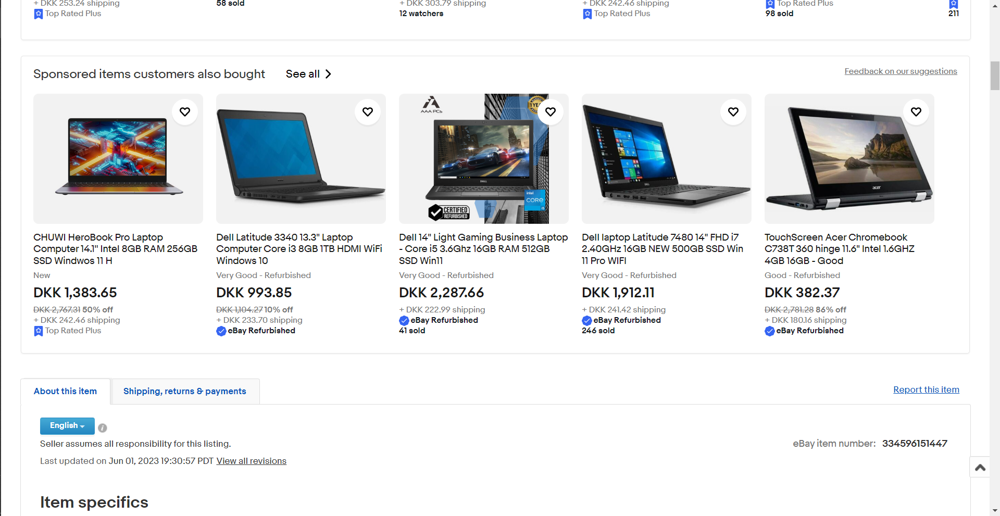 + DKK 253.24 shipping
Top Rated Plus
58 sold
+ DKK 303.79 shipping
12 watchers
+ DKK 242.46 shipping
Top Rated Plus
Top Rated Plus
98 sold
211
Sponsored items customers also bought
See all
Feedback on our suggestions
AAA PCs
DELL
intel
CORE
i5
CERTIFIED
REFURBISHED
acer
CHUWI HeroBook Pro Laptop
Computer 14.1" Intel 8GB RAM 256GB
SSD Windwos 11 H
New
DKK 1,383.65
DKK 2,767.31 50% off
+ DKK 242.46 shipping
Top Rated Plus
Dell Latitude 3340 13.3" Laptop
Computer Core i3 8GB 1TB HDMI WiFi
Windows 10
Very Good - Refurbished
DKK 993.85
DKK 1,104.27 10% off
+ DKK 233.70 shipping
eBay Refurbished
Dell 14" Light Gaming Business Laptop
- Core i5 3.6Ghz 16GB RAM 512GB
SSD Win11
Very Good - Refurbished
DKK 2,287.66
+ DKK 222.99 shipping
eBay Refurbished
41 sold
Dell laptop Latitude 7480 14" FHD i7
2.40GHz 16GB NEW 500GB SSD Win
11 Pro WIFI
Very Good - Refurbished
DKK 1,912.11
+ DKK 241.42 shipping
eBay Refurbished
246 sold
TouchScreen Acer Chromebook
C738T 360 hinge 11.6" Intel 1.6GHZ
4GB 16GB - Good
Good - Refurbished
DKK 382.37
DKK 2,781.28 86% off
+ DKK 180.16 shipping
eBay Refurbished
About this item
Shipping, returns & payments
Report this item
English
Seller assumes all responsibility for this listing.
Last updated on Jun 01, 2023 19:30:57 PDT View all revisions
eBay item number: 334596151447
Item specifics